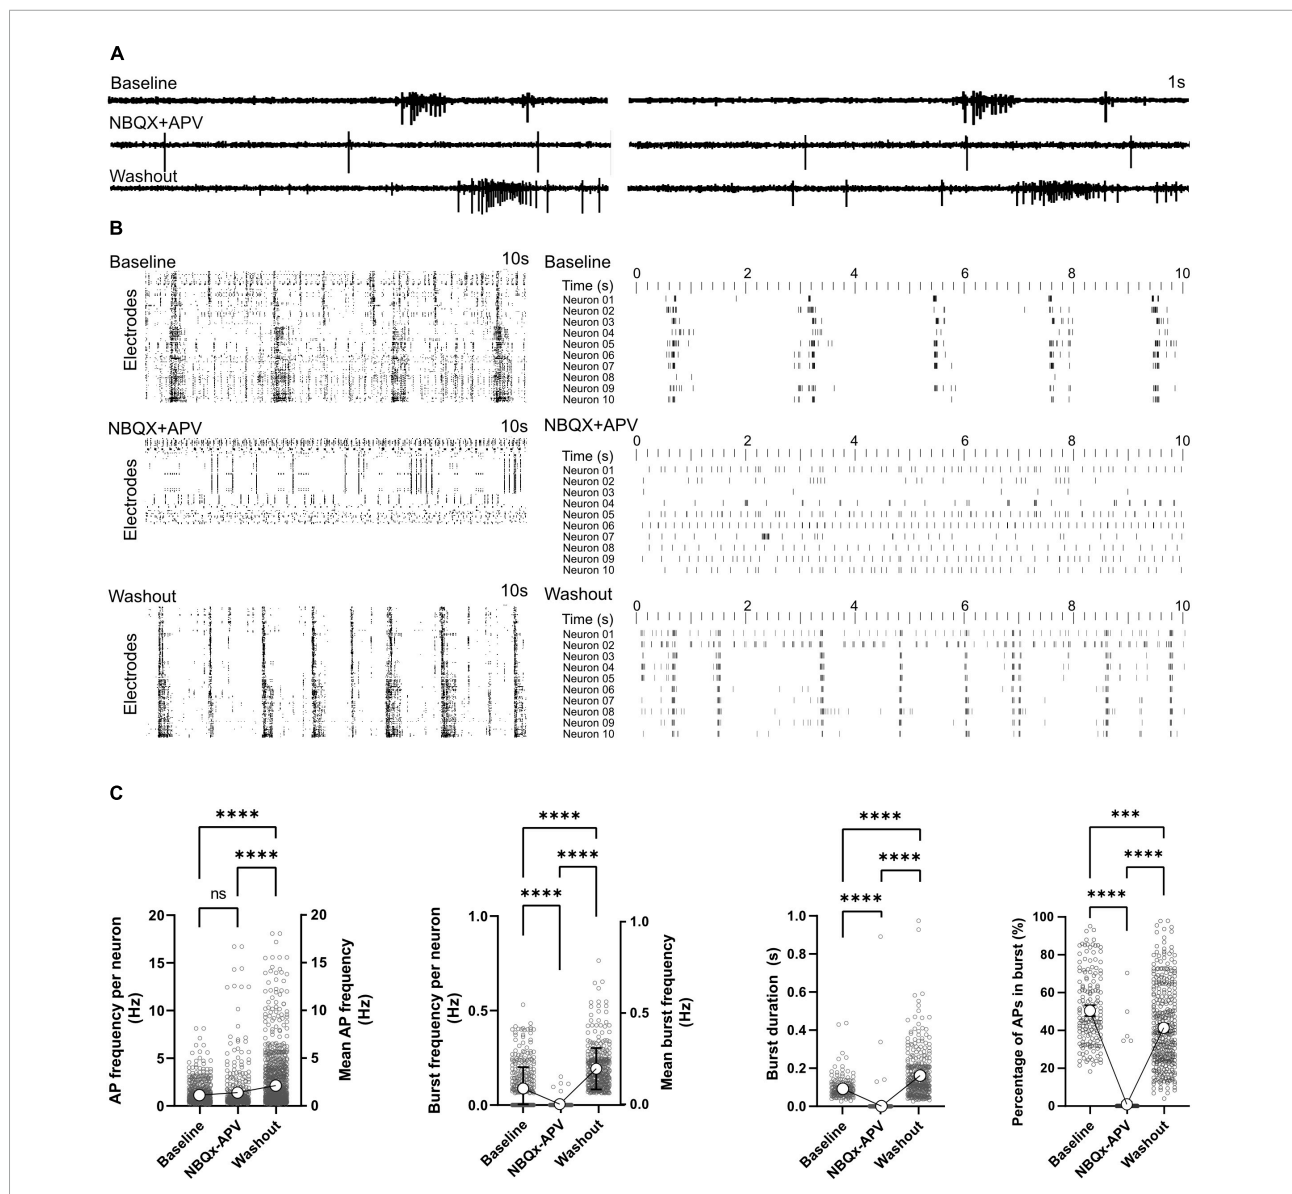 A
Baseline
1s
NBQX+APV
Washout
B
Baseline
10s
Electrodes
Baseline
0 2 4 6 8 10
Time (s)
Neuron 01
Neuron 02
Neuron 03
Neuron 04
Neuron 05
Neuron 06
Neuron 07
Neuron 08
Neuron 09
Neuron 10
NBQX+APV
10s
Electrodes
NBQX+APV
0 2 4 6 8 10
Time (s)
Neuron 01
Neuron 02
Neuron 03
Neuron 04
Neuron 05
Neuron 06
Neuron 07
Neuron 08
Neuron 09
Neuron 10
Washout
10s
Electrodes
Washout
0 2 4 6 8 10
Time (s)
Neuron 01
Neuron 02
Neuron 03
Neuron 04
Neuron 05
Neuron 06
Neuron 07
Neuron 08
Neuron 09
Neuron 10
C
****
****
ns
AP frequency per neuron
(Hz)
20
15
10
5
0
20
15
10
5
0
Mean AP frequency
(Hz)
Baseline
NBQx-APV
Washout
****
****
****
Burst frequency per neuron
(Hz)
1.0
0.5
0.0
1.0
0.5
0.0
Mean burst frequency
(Hz)
Baseline
NBQx-APV
Washout
****
****
****
Burst duration (s)
1.0
0.8
0.6
0.4
0.2
0.0
Baseline
NBQx-APV
Washout
***
****
****
Percentage of APs in burst (%)
100
80
60
40
20
0
Baseline
NBQx-APV
Washout